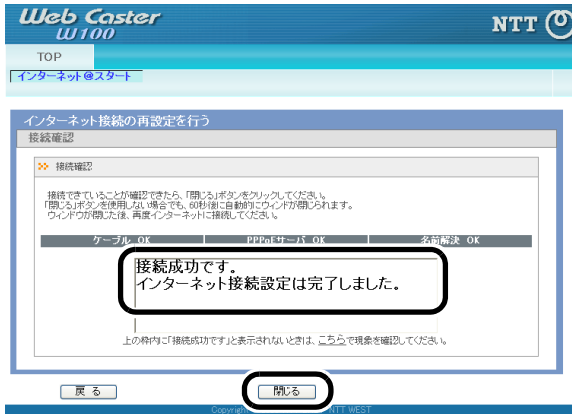 Web Caster
W100
NTT
TOP
インターネット@スタート
インターネット接続の再設定を行う
接続確認
接続確認
接続できていることが確認できたら、「閉じる」ボタンをクリックしてください。
「閉じる」ボタンを使用しない場合でも、60秒後に自動的にウィンドが閉じられます。
ウィンドウが閉じた後、再度インターネットに接続してください。
ケーブル OK | PPPoEサーバ OK | 名前解決 OK
接続成功です。
インターネット接続設定は完了しました。
上の枠内に「接続成功です」と表示されないときは、こちらで現象を確認してください。
戻る 閉じる
NTT WEST